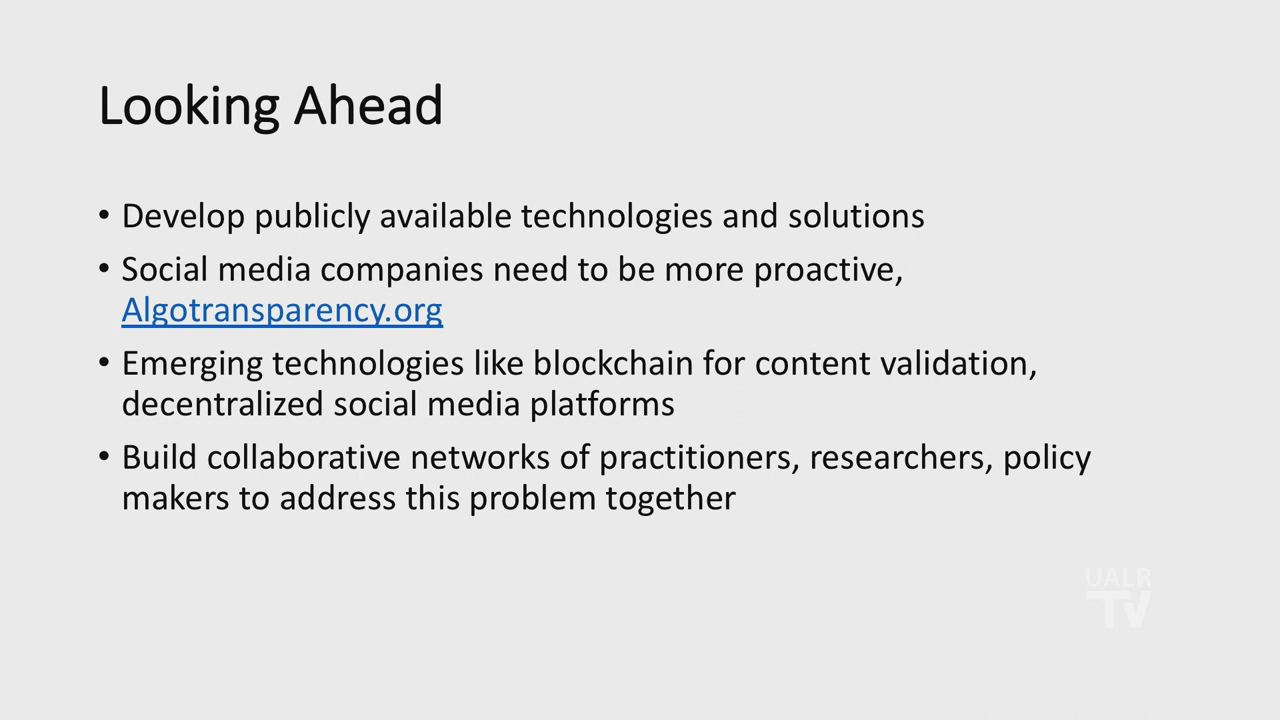 Looking Ahead
• Develop publicly available technologies and solutions
• Social media companies need to be more proactive,
Algotransparency.org
• Emerging technologies like blockchain for content validation,
decentralized social media platforms
• Build collaborative networks of practitioners, researchers, policy
makers to address this problem together
UALR
TV